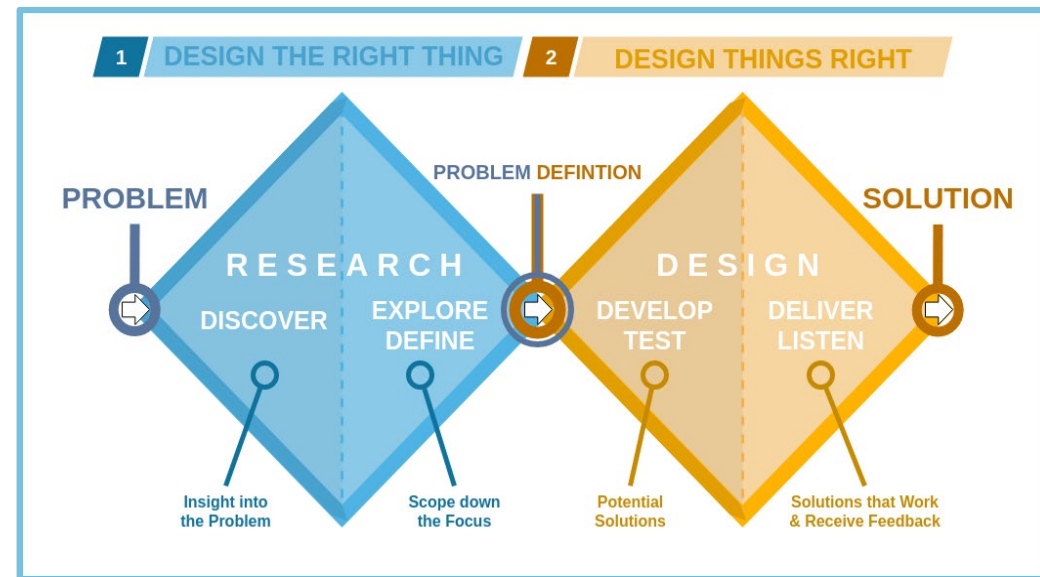 1 DESIGN THE RIGHT THING
2 DESIGN THINGS RIGHT
PROBLEM
PROBLEM DEFINTION
SOLUTION
RESEARCH
DISCOVER
EXPLORE
DEFINE
DESIGN
DEVELOP
TEST
DELIVER
LISTEN
Insight into
the Problem
Scope down
the Focus
Potential
Solutions
Solutions that Work
& Receive Feedback